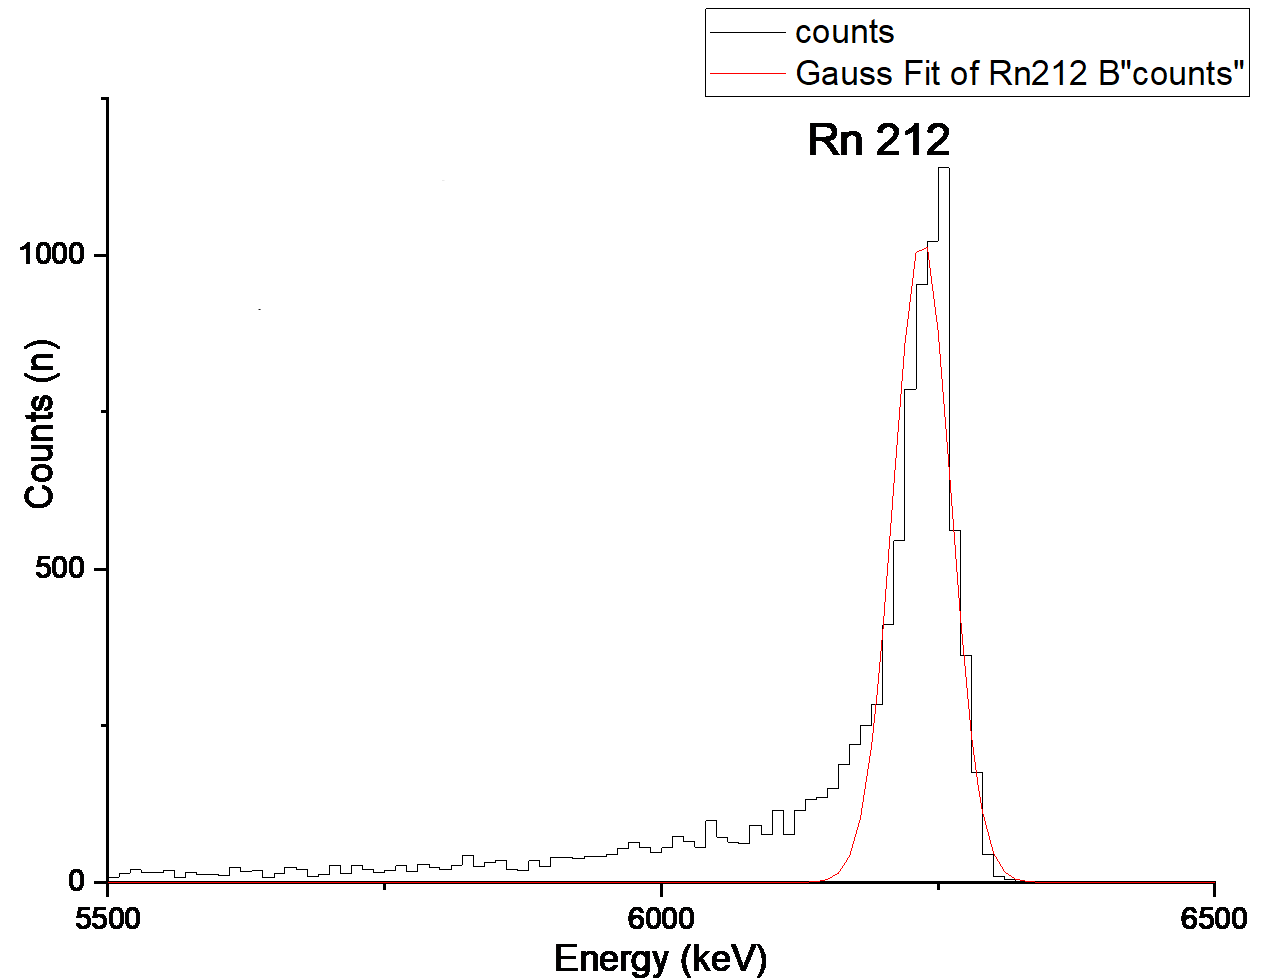 counts
Gauss Fit of Rn212 B"counts"
Rn 212
1000
500
0
Counts (n)
5500
6000
6500
Energy (keV)